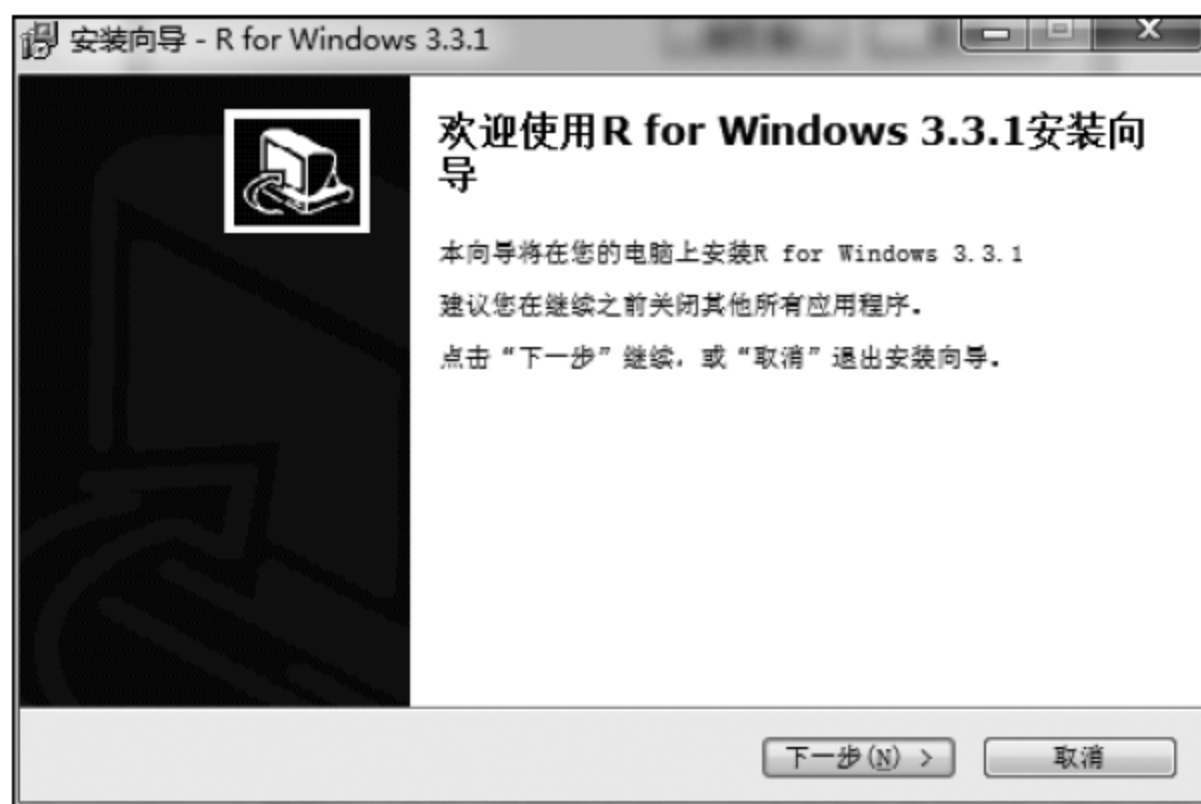 安装向导 - R for Windows 3.3.1
欢迎使用R for Windows 3.3.1安装向
导
本向导将在您的电脑上安装R for Windows 3.3.1
建议您在继续之前关闭其他所有应用程序。
点击“下一步”继续，或“取消”退出安装向导。
下一步(N) >
取消